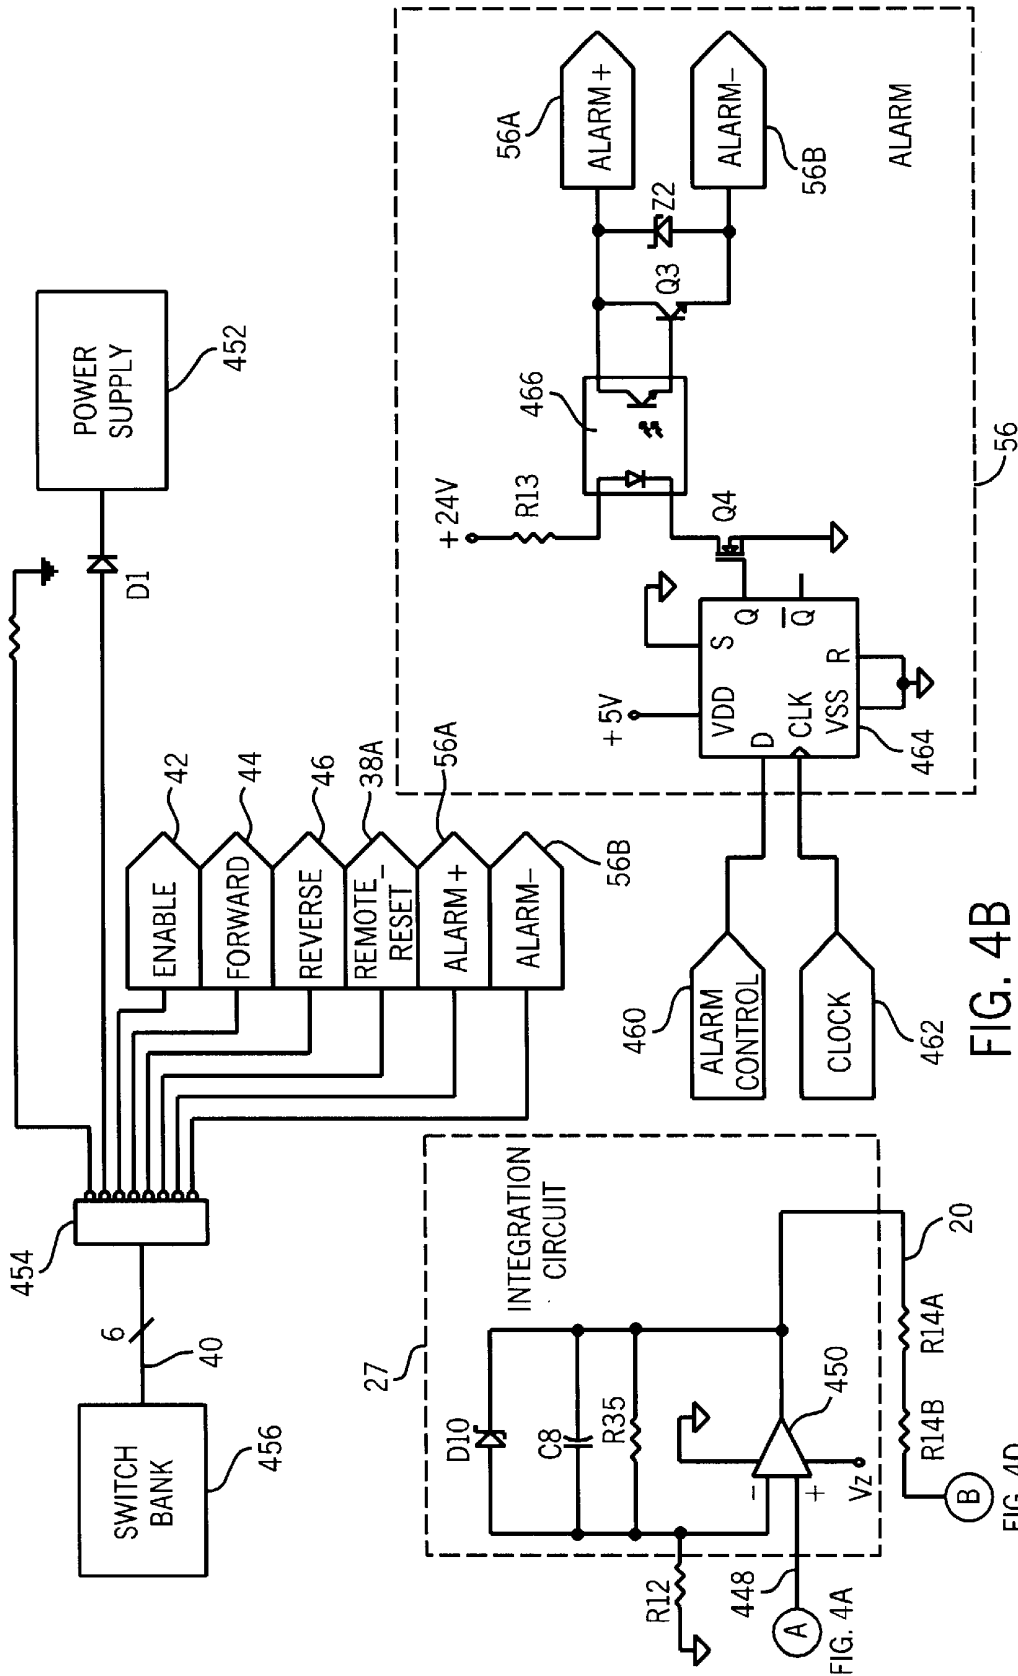 SWITCH
BANK
456
40
6
454
POWER
SUPPLY
452
D1
ENABLE
FORWARD
REVERSE
REMOTE_
RESET
ALARM+
ALARM-
42
44
46
38A
56A
56B
27
INTEGRATION
CIRCUIT
D10
C8
R35
R12
-
+
Vz
450
448
A
FIG. 4A
20
R14A
R14B
B
FIG. 4D
460
ALARM
CONTROL
CLOCK
462
+5V
VDD
S
D
Q
CLK
Q
VSS
R
464
+24V
R13
Q4
466
Q3
Z2
56A
ALARM+
ALARM-
56B
ALARM
56
FIG. 4B